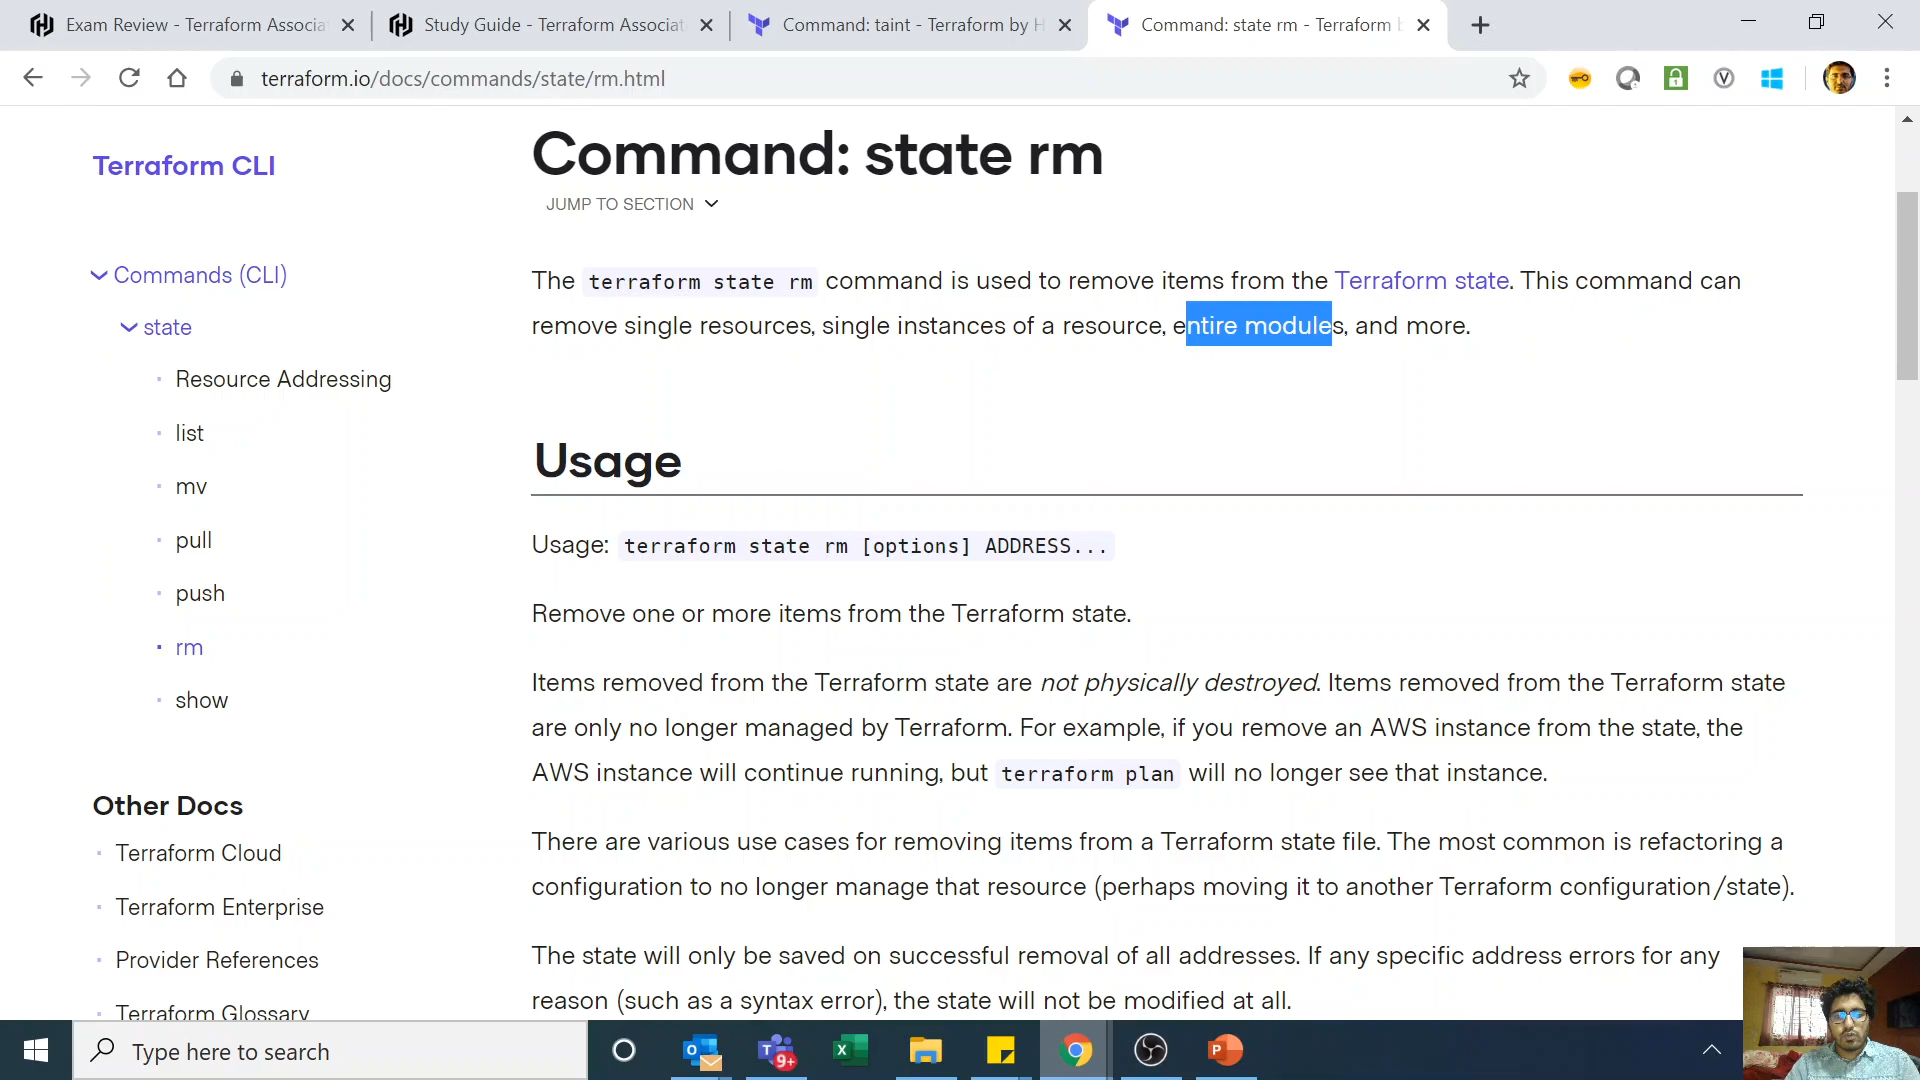 Exam Review - Terraform Associa
Study Guide - Terraform Associat
Command: taint - Terraform by H
Command: state rm - Terraform b
terraform.io/docs/commands/state/rm.html
Terraform CLI
Commands (CLI)
state
Resource Addressing
list
mv
pull
push
rm
show
Other Docs
Terraform Cloud
Terraform Enterprise
Provider References
Terraform Glossary
Command: state rm
JUMP TO SECTION
The terraform state rm command is used to remove items from the Terraform state. This command can
remove single resources, single instances of a resource, entire modules, and more.
Usage
Usage: terraform state rm [options] ADDRESS...
Remove one or more items from the Terraform state.
Items removed from the Terraform state are not physically destroyed. Items removed from the Terraform state
are only no longer managed by Terraform. For example, if you remove an AWS instance from the state, the
AWS instance will continue running, but terraform plan will no longer see that instance.
There are various use cases for removing items from a Terraform state file. The most common is refactoring a
configuration to no longer manage that resource (perhaps moving it to another Terraform configuration/state).
The state will only be saved on successful removal of all addresses. If any specific address errors for any
reason (such as a syntax error), the state will not be modified at all.
Type here to search
9+